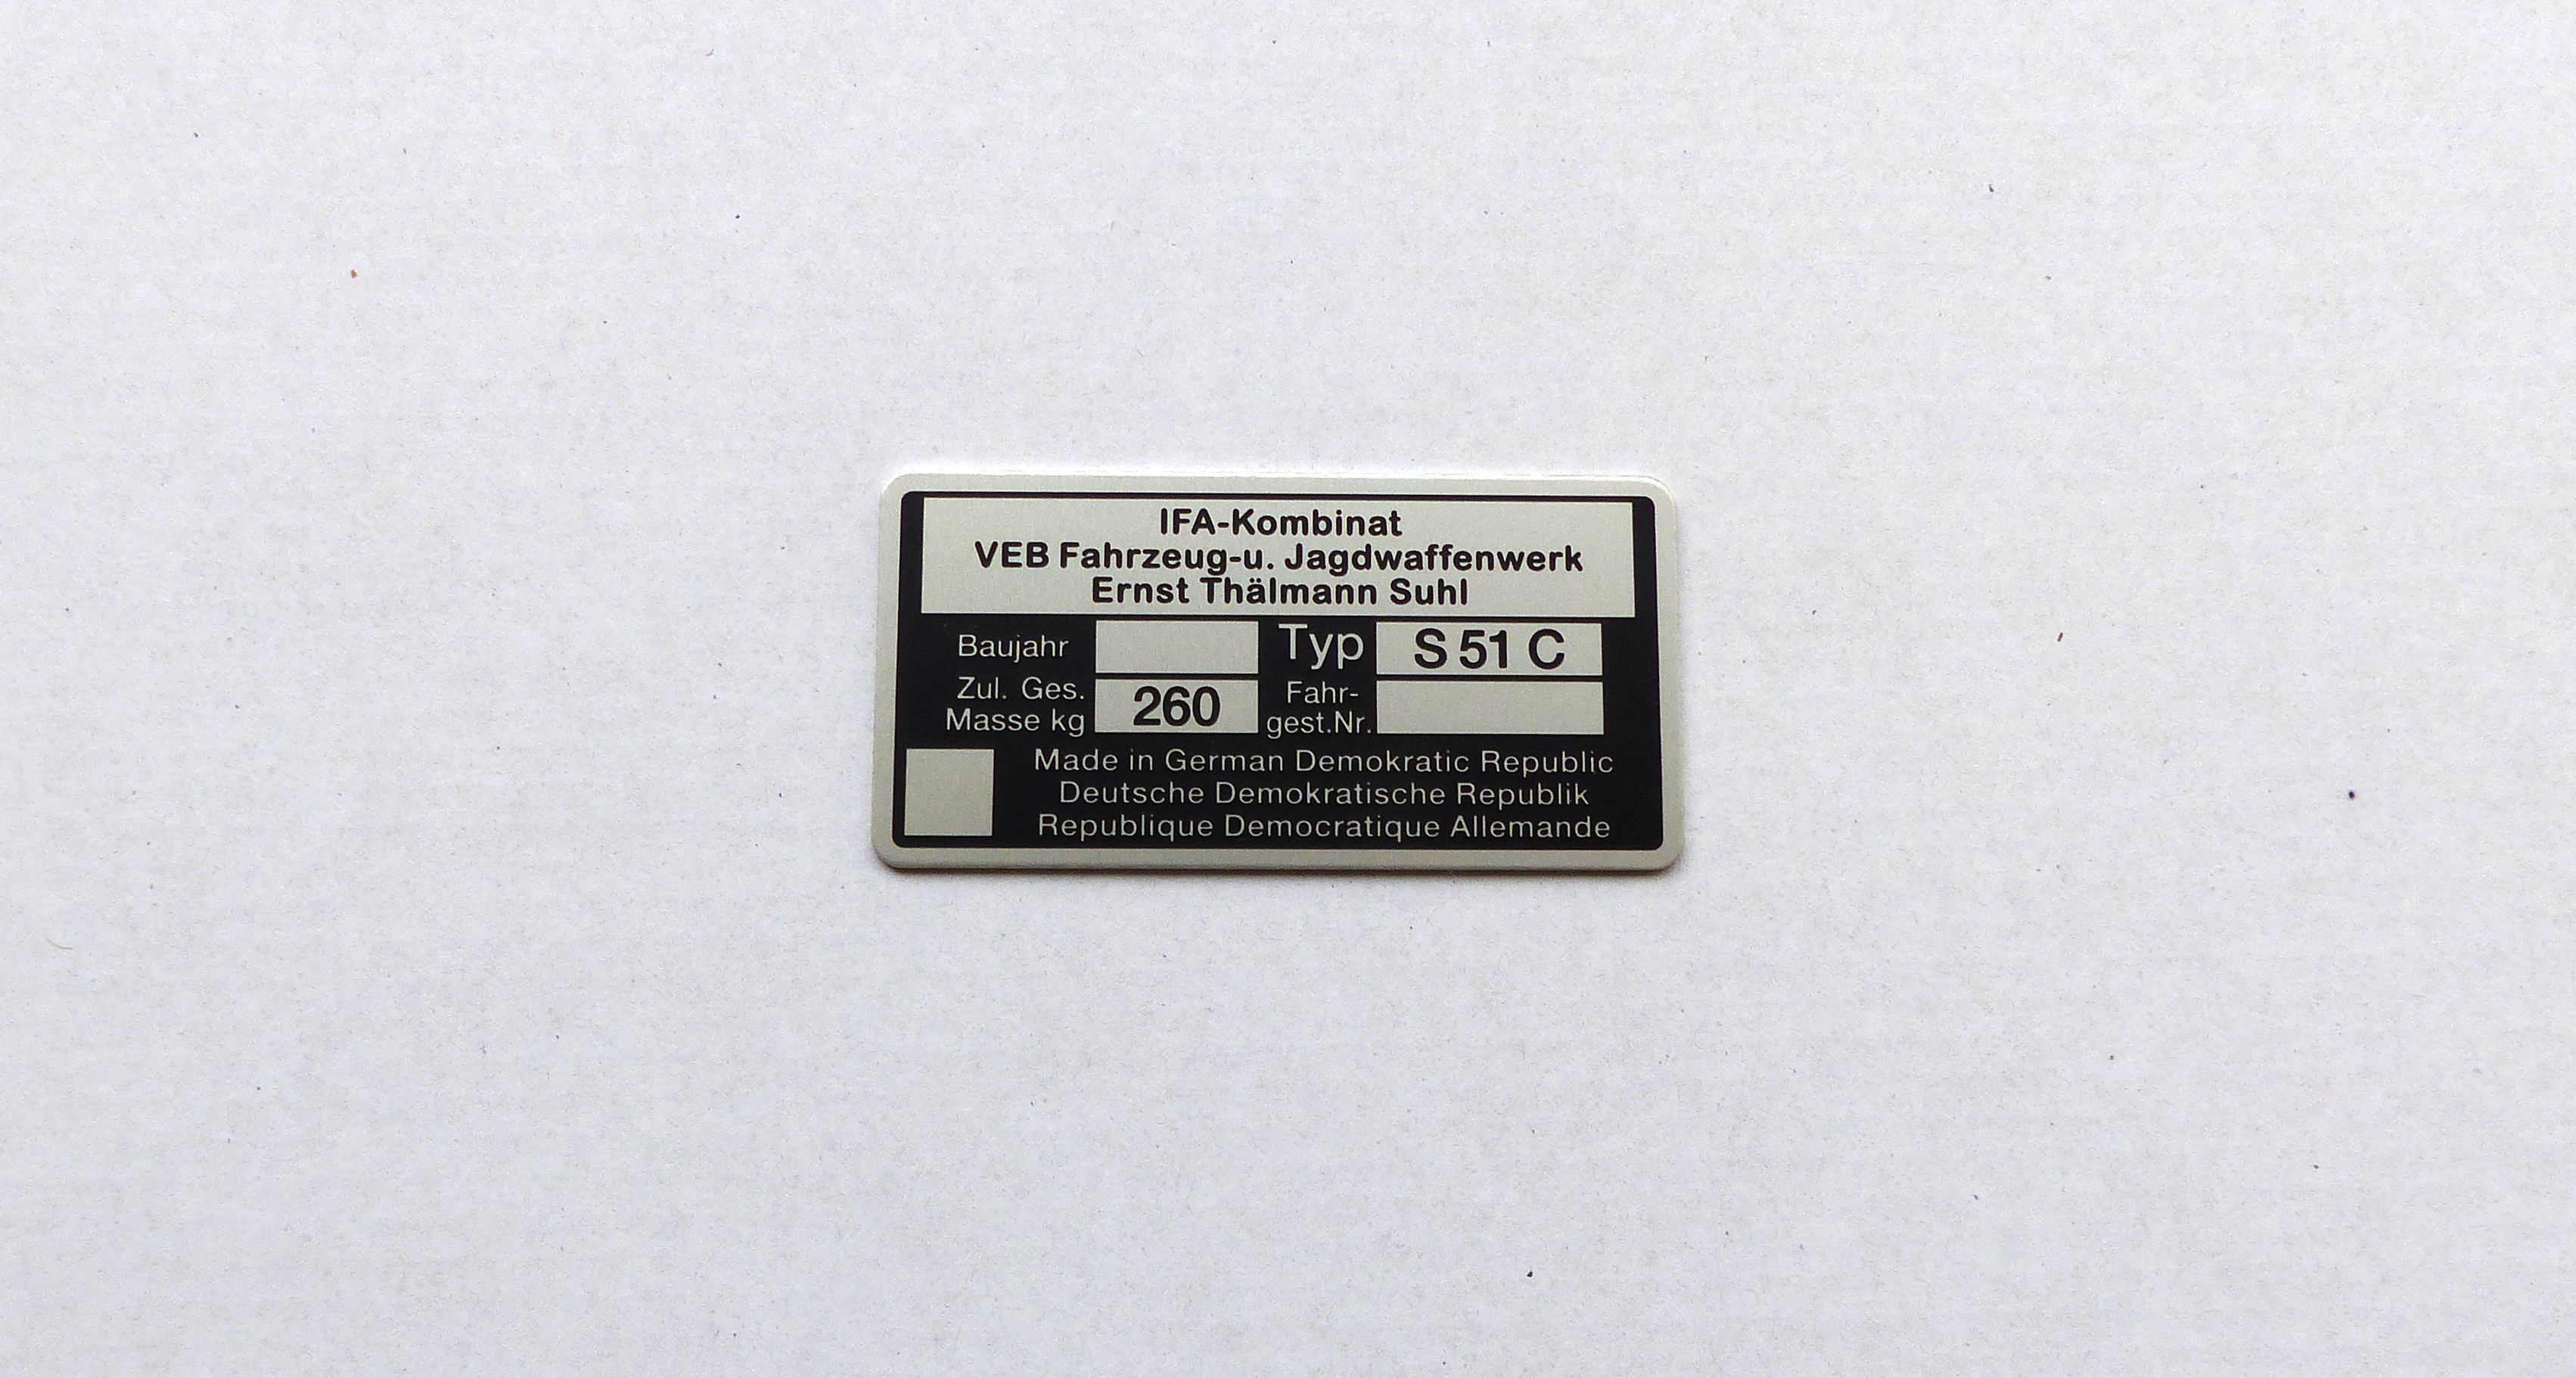 IFA-Kombinat
VEB Fahrzeug-u. Jagdwaffenwerk
Ernst Thälmann Suhl
Baujahr Typ S 51 C
Zul. Ges. Masse kg 260 Fahr-
gest.Nr.
Made in German Demokratic Republic
Deutsche Demokratische Republik
Republique Democratique Allemande